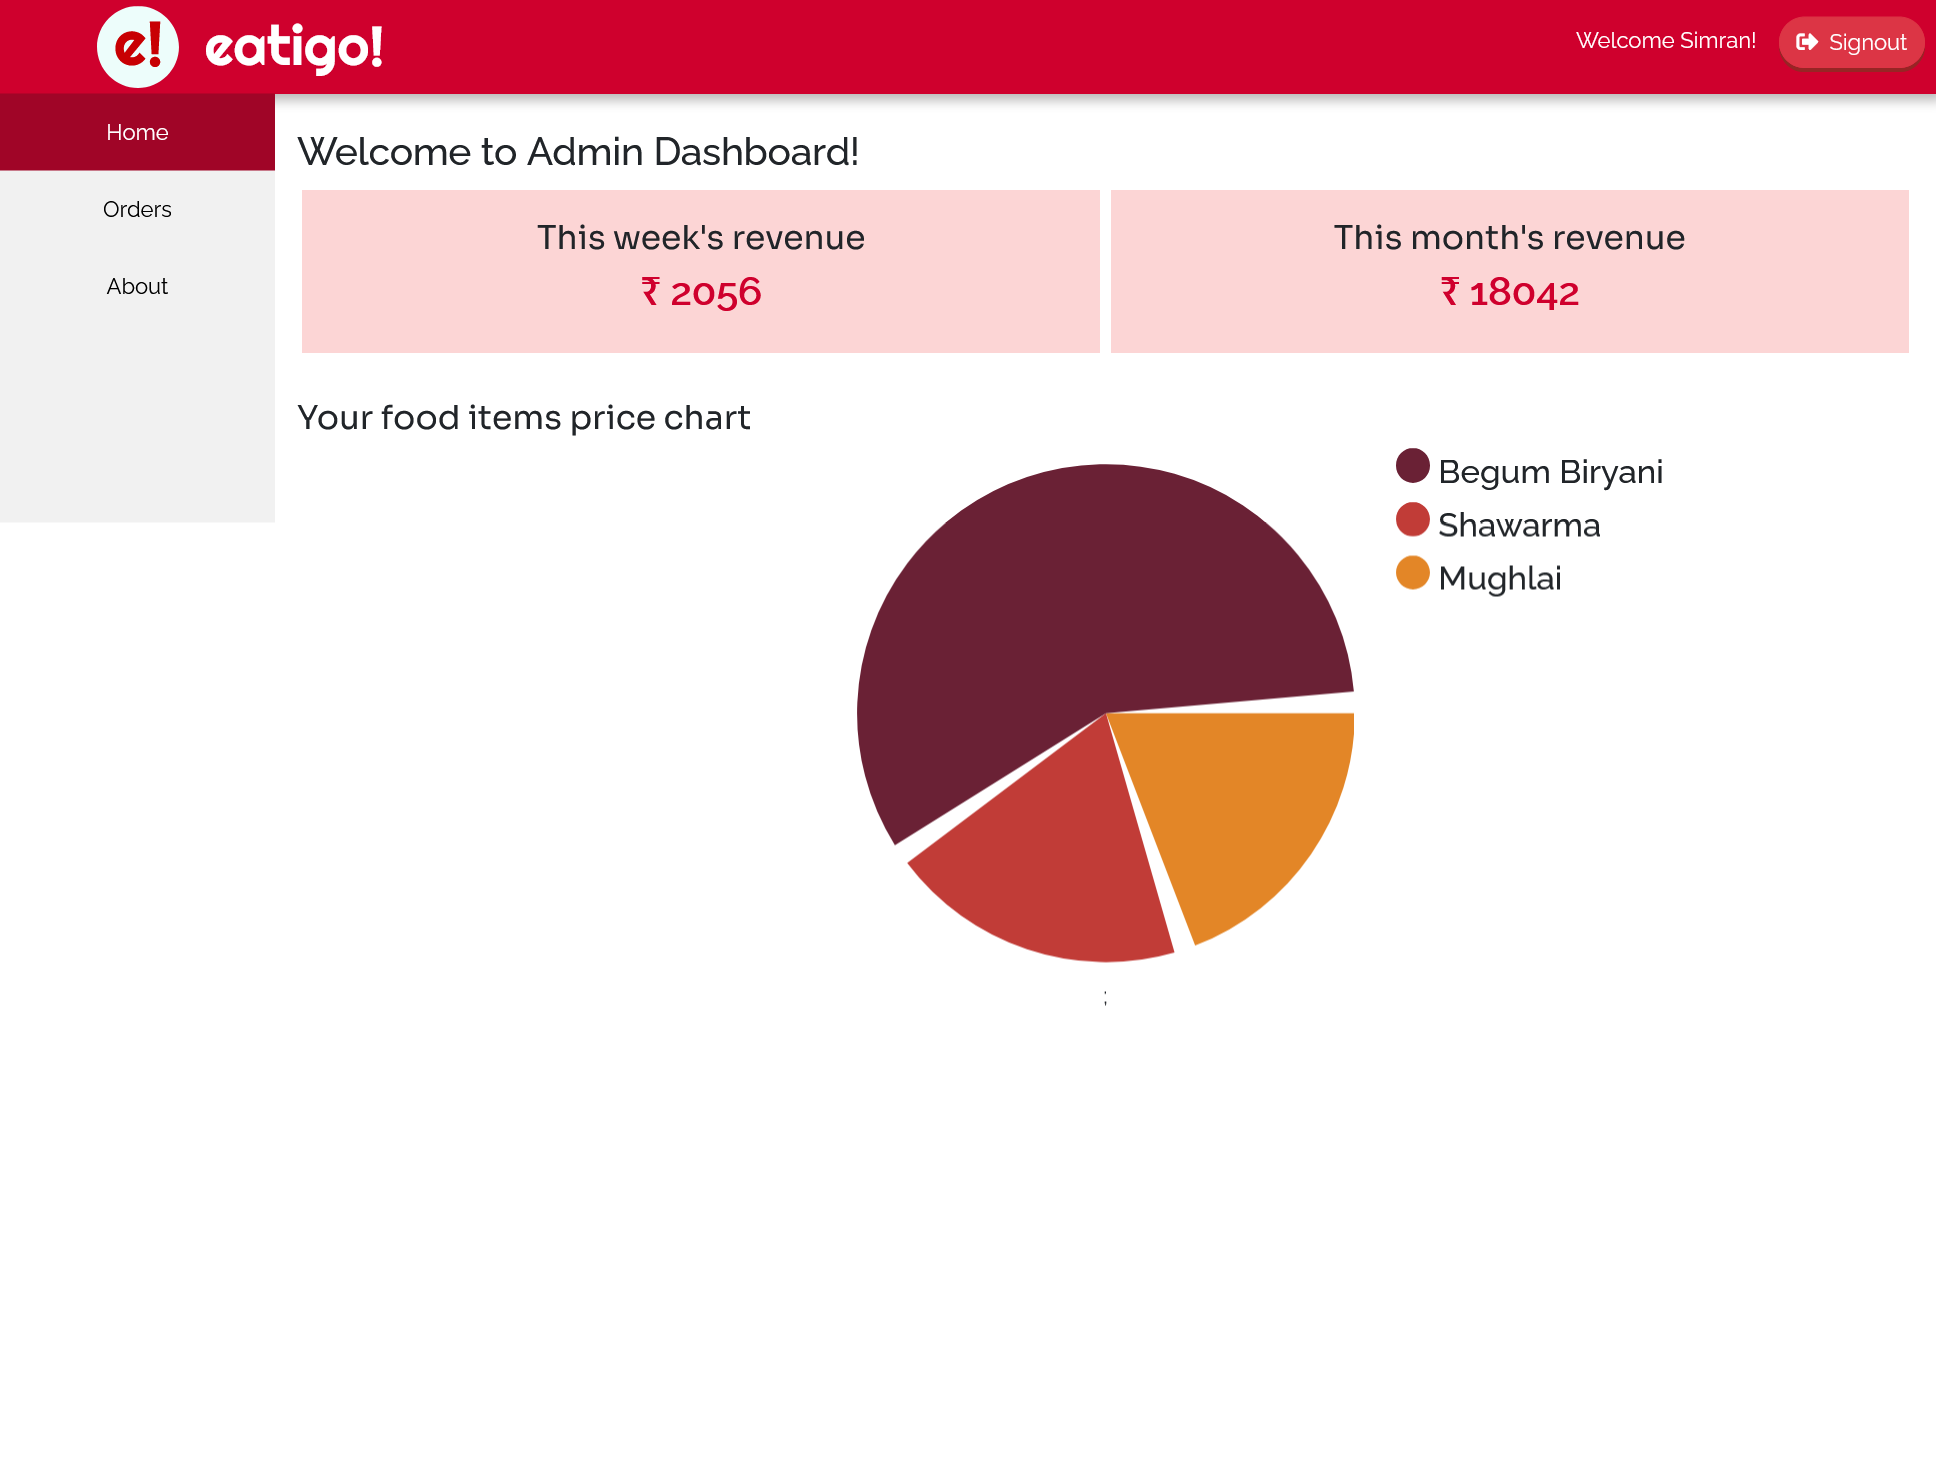 e! eatigo!
Welcome Simran! Signout
Home
Orders
About
Welcome to Admin Dashboard!
This week's revenue
₹ 2056
This month's revenue
₹ 18042
Your food items price chart
Begum Biryani
Shawarma
Mughlai
;